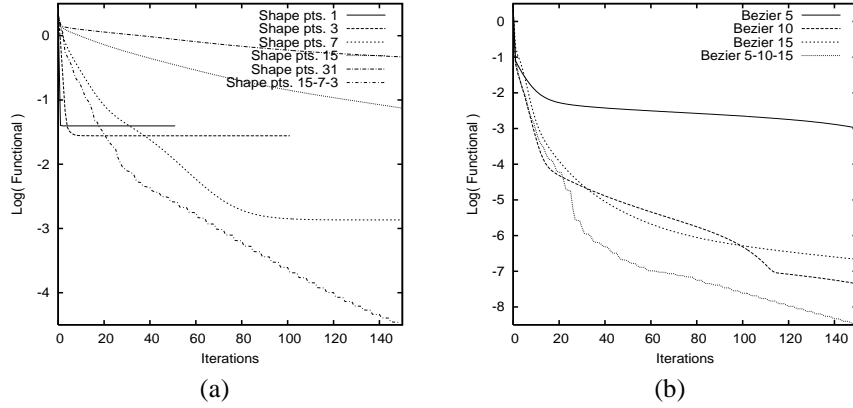 Shape pts. 1
Shape pts. 3
Shape pts. 7
Shape pts. 15
Shape pts. 31
Shape pts. 15-7-3
0
-1
-2
-3
-4
Log( Functional )
0 20 40 60 80 100 120 140
Iterations
(a)
Bezier 5
Bezier 10
Bezier 15
Bezier 5-10-15
0
-1
-2
-3
-4
-5
-6
-7
-8
Log( Functional )
0 20 40 60 80 100 120 140
Iterations
(b)